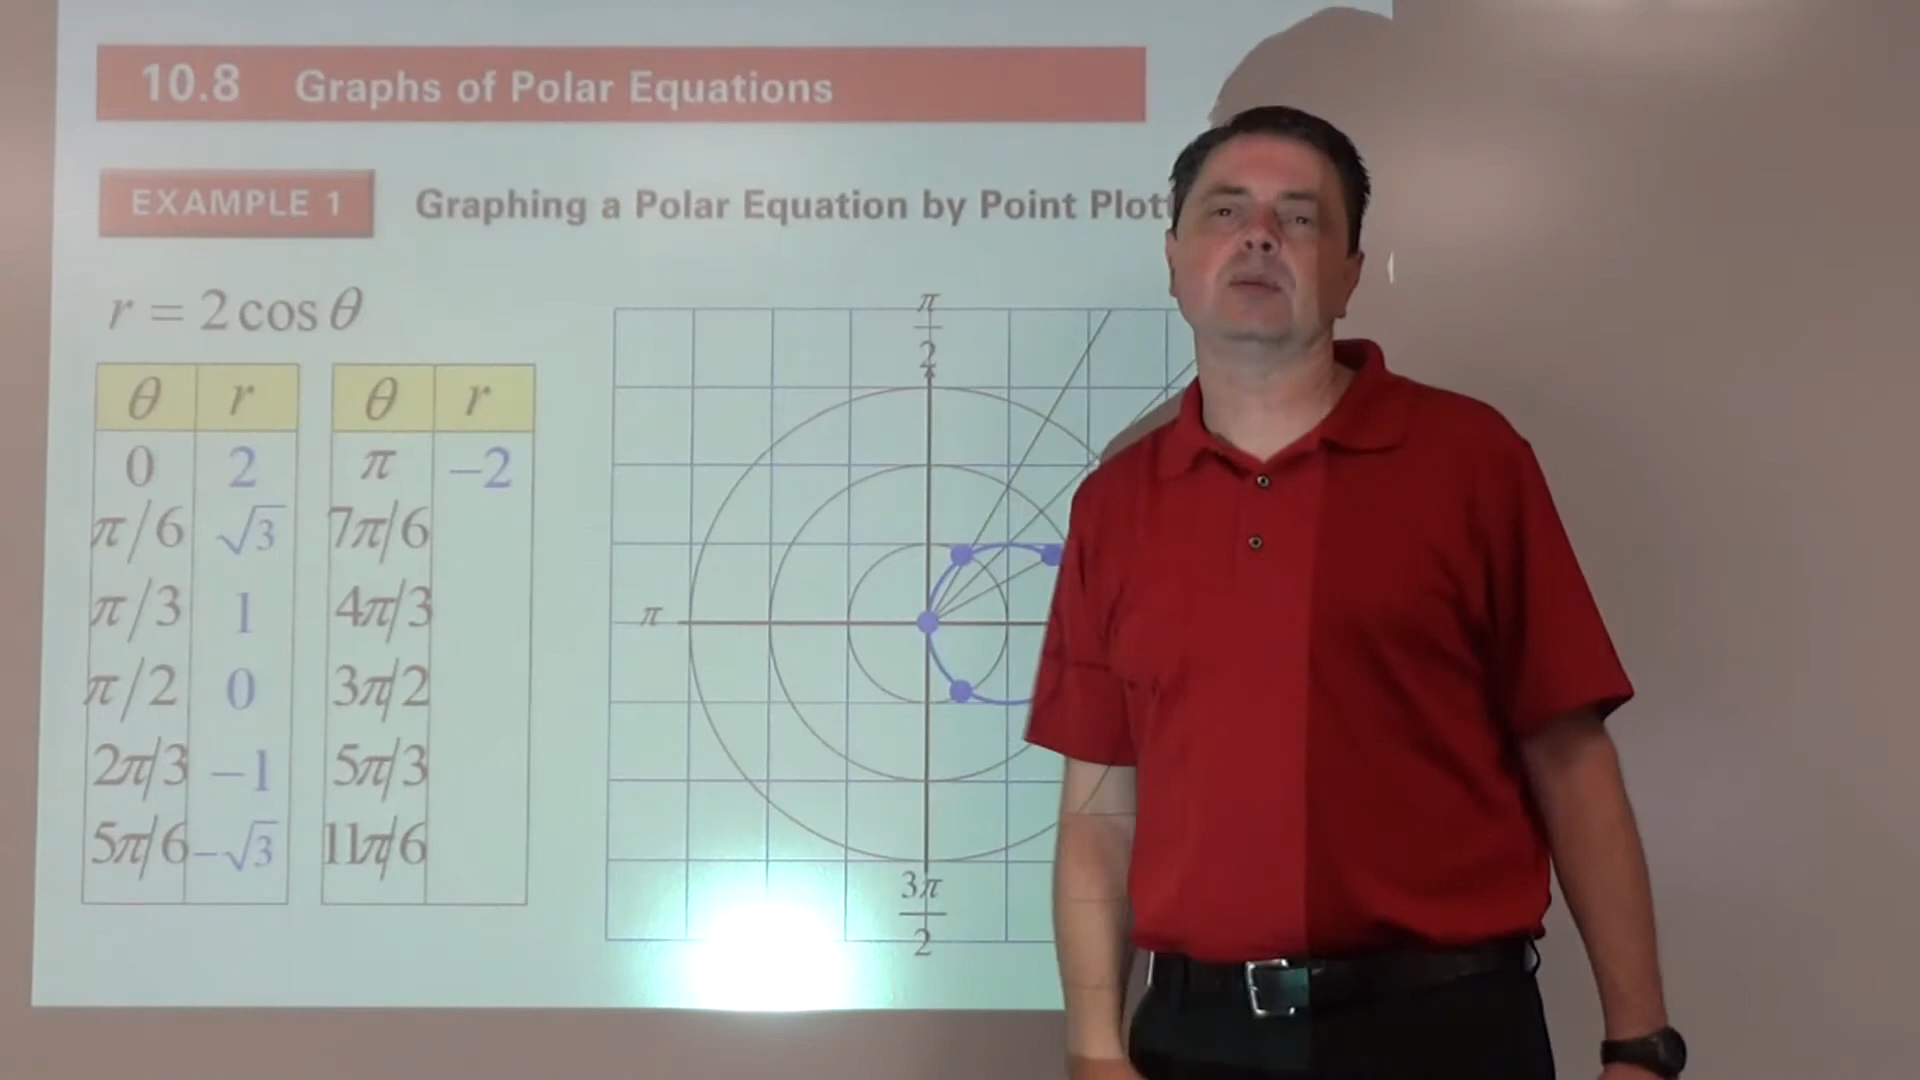 10.8 Graphs of Polar Equations
EXAMPLE 1 Graphing a Polar Equation by Point
r = 2 cos θ
θ r θ r
0 2 π −2
π/6 √3 7π/6
π/3 1 4π/3
π/2 0 3π/2
2π/3 −1 5π/3
5π/6 −√3 11π/6
π/2
π
3π/2